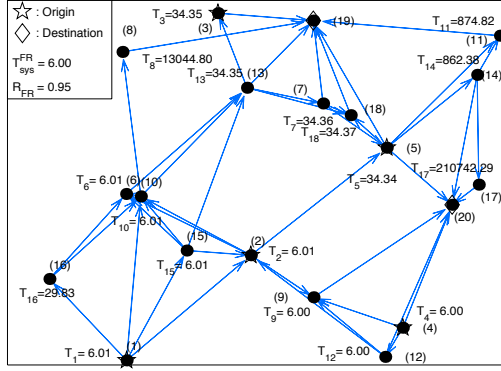 : Origin
: Destination
T_sys^FR = 6.00
R_FR = 0.95
T_3=34.35
(3)
(19)
T_11=874.82
(11)
(8)
T_8=13044.80
T_13=34.35
(13)
T_14=862.38
(14)
(7)
T_7=34.36
(18)
T_18=34.37
(5)
T_5=34.34
T_17=210742.29
(17)
(20)
T_6= 6.01
(6)
(10)
T_10= 6.01
(15)
T_15= 6.01
(2)
T_2= 6.01
(16)
T_16=29.83
(9)
T_9= 6.00
T_4= 6.00
(4)
T_12= 6.00
(12)
T_1= 6.01
(1)